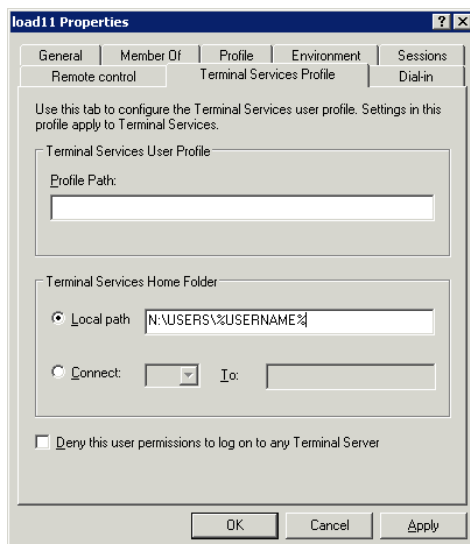 load11 Properties
General Member Of Profile Environment Sessions
Remote control Terminal Services Profile Dial-in
Use this tab to configure the Terminal Services user profile. Settings in this
profile apply to Terminal Services.
Terminal Services User Profile
Profile Path:
Terminal Services Home Folder
Local path N:\USERS\%USERNAME%
Connect: To:
Deny this user permissions to log on to any Terminal Server
OK Cancel Apply